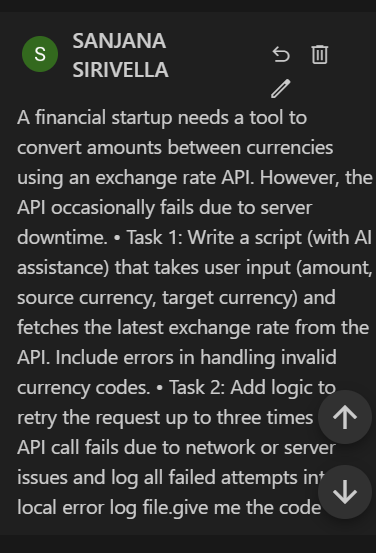 S
SANJANA
SIRIVELLA
A financial startup needs a tool to
convert amounts between currencies
using an exchange rate API. However, the
API occasionally fails due to server
downtime. • Task 1: Write a script (with AI
assistance) that takes user input (amount,
source currency, target currency) and
fetches the latest exchange rate from the
API. Include errors in handling invalid
currency codes. • Task 2: Add logic to
retry the request up to three times
API call fails due to network or server
issues and log all failed attempts
local error log file.give me the code